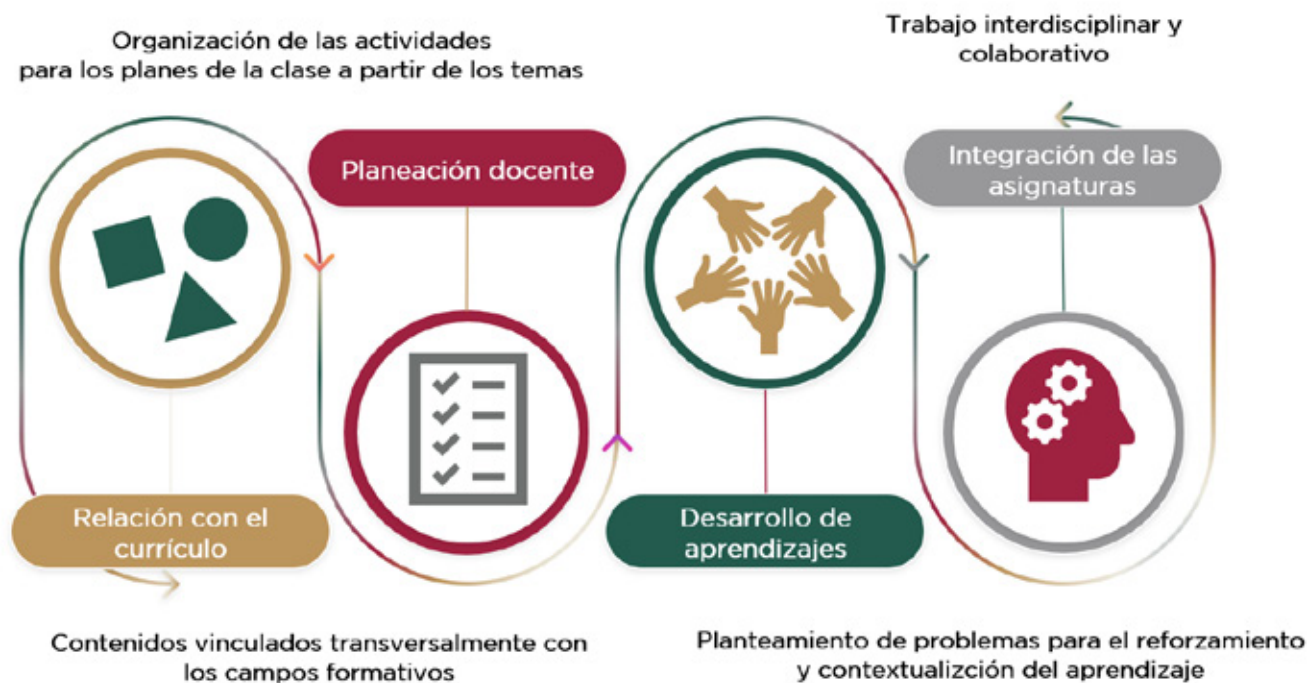 Organización de las actividades
para los planes de la clase a partir de los temas
Trabajo interdisciplinar y
colaborativo
Planeación docente
Integración de las
asignaturas
Relación con el
currículo
Desarrollo de
aprendizajes
Contenidos vinculados transversalmente con
los campos formativos
Planteamiento de problemas para el reforzamiento
y contextualizción del aprendizaje